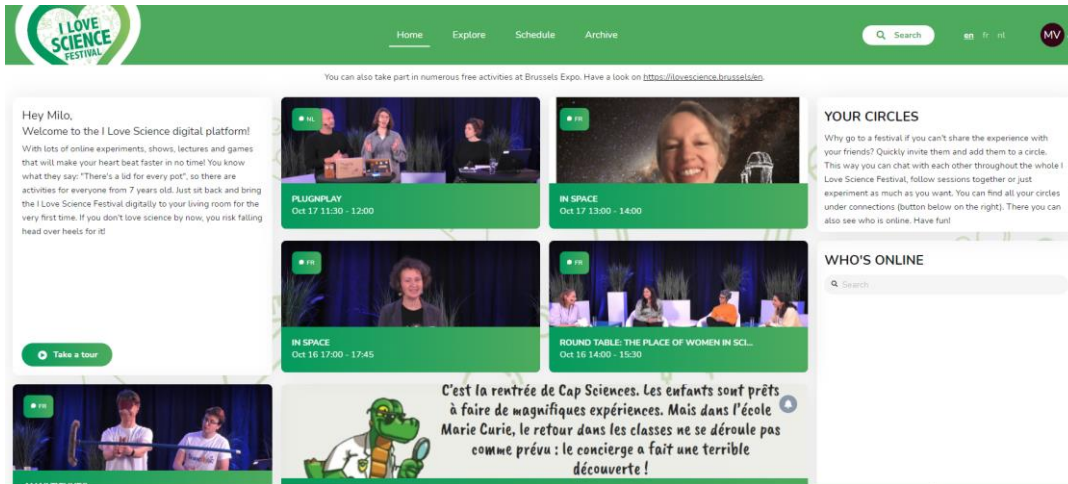 I LOVE
SCIENCE
FESTIVAL
Home Explore Schedule Archive
Search
en fr nl
MV
You can also take part in numerous free activities at Brussels Expo. Have a look on https://ilovescience.brussels/en.
Hey Milo,
Welcome to the I Love Science digital platform!
With lots of online experiments, shows, lectures and games
that will make your heart beat faster in no time! You know
what they say: "There's a lid for every pot", so there are
activities for everyone from 7 years old. Just sit back and bring
the I Love Science Festival digitally to your living room for the
very first time. If you don't love science by now, you risk falling
head over heels for it!
Take a tour
NL
PLUGNPLAY
Oct 17 11:30 - 12:00
FR
IN SPACE
Oct 17 13:00 - 14:00
FR
IN SPACE
Oct 16 17:00 - 17:45
FR
ROUND TABLE: THE PLACE OF WOMEN IN SCI...
Oct 16 14:00 - 15:30
FR
C'est la rentrée de Cap Sciences. Les enfants sont prêts
à faire de magnifiques expériences. Mais dans l'école
Marie Curie, le retour dans les classes ne se déroule pas
comme prévu : le concierge a fait une terrible
découverte !
YOUR CIRCLES
Why go to a festival if you can't share the experience with
your friends? Quickly invite them and add them to a circle.
This way you can chat with each other throughout the whole I
Love Science Festival, follow sessions together or just
experiment as much as you want. You can find all your circles
under connections (button below on the right). There you can
also see who is online. Have fun!
WHO'S ONLINE
Search